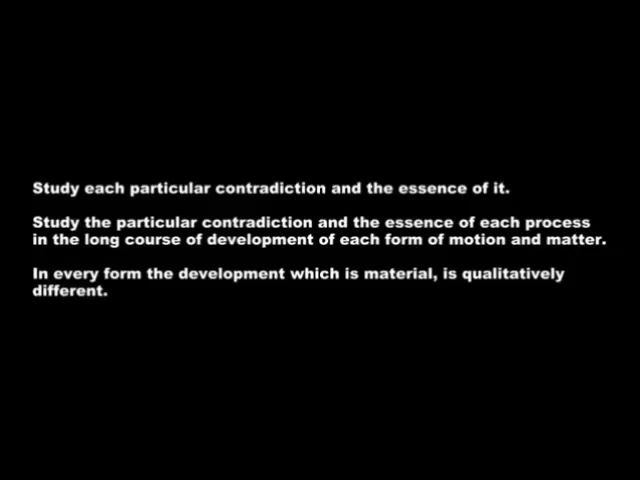 Study each particular contradiction and the essence of it.
Study the particular contradiction and the essence of each process
in the long course of development of each form of motion and matter.
In every form the development which is material, is qualitatively
different.